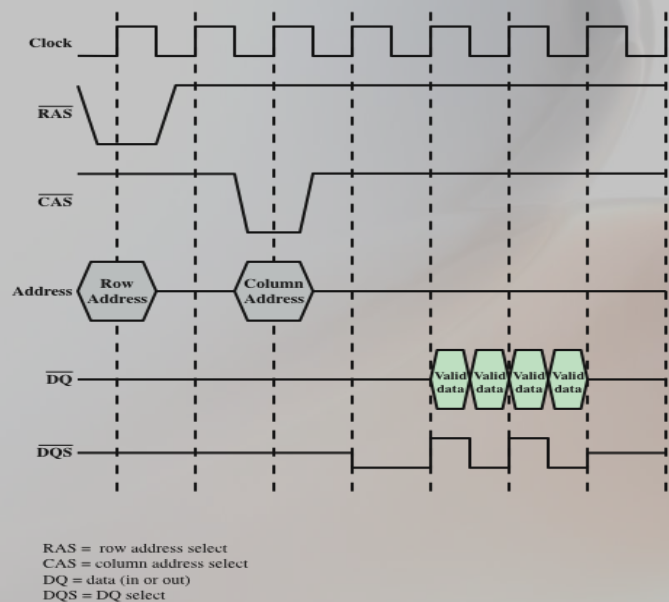 Clock
RAS
CAS
Address
Row
Address
Column
Address
DQ
Valid
data
Valid
data
Valid
data
Valid
data
DQS
RAS = row address select
CAS = column address select
DQ = data (in or out)
DQS = DQ select